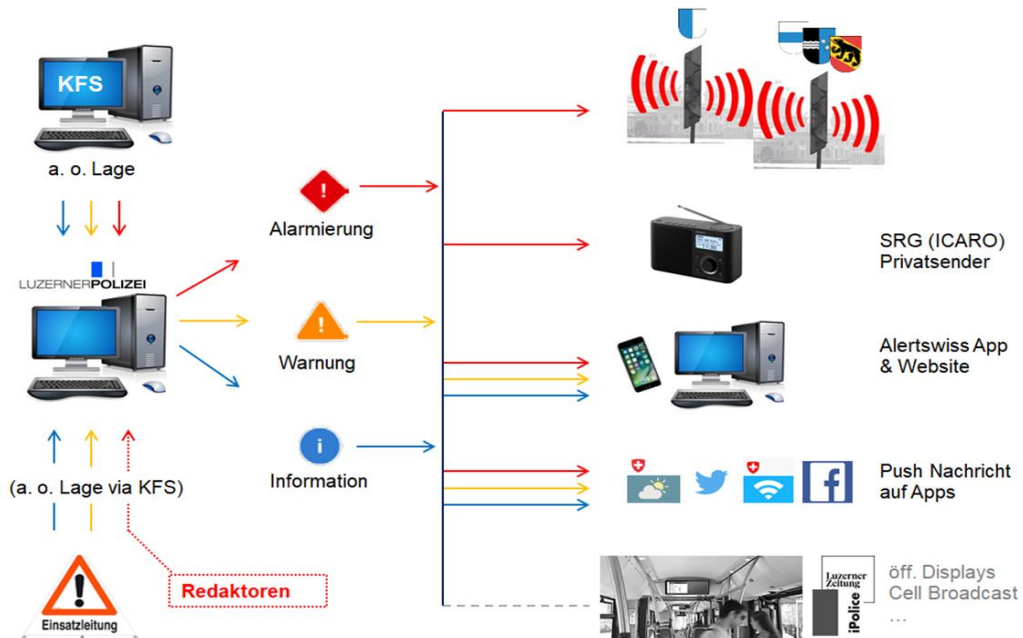 KFS
a. o. Lage
LUZERNERPOLIZEI
(a. o. Lage via KFS)
Einsatzleitung
Redaktoren
!
Alarmierung
!
Warnung
i
Information
SRG (ICARO)
Privatsender
Alertswiss App
& Website
Push Nachricht
auf Apps
f
Luzerner
Zeitung
iPolice
öff. Displays
Cell Broadcast
...